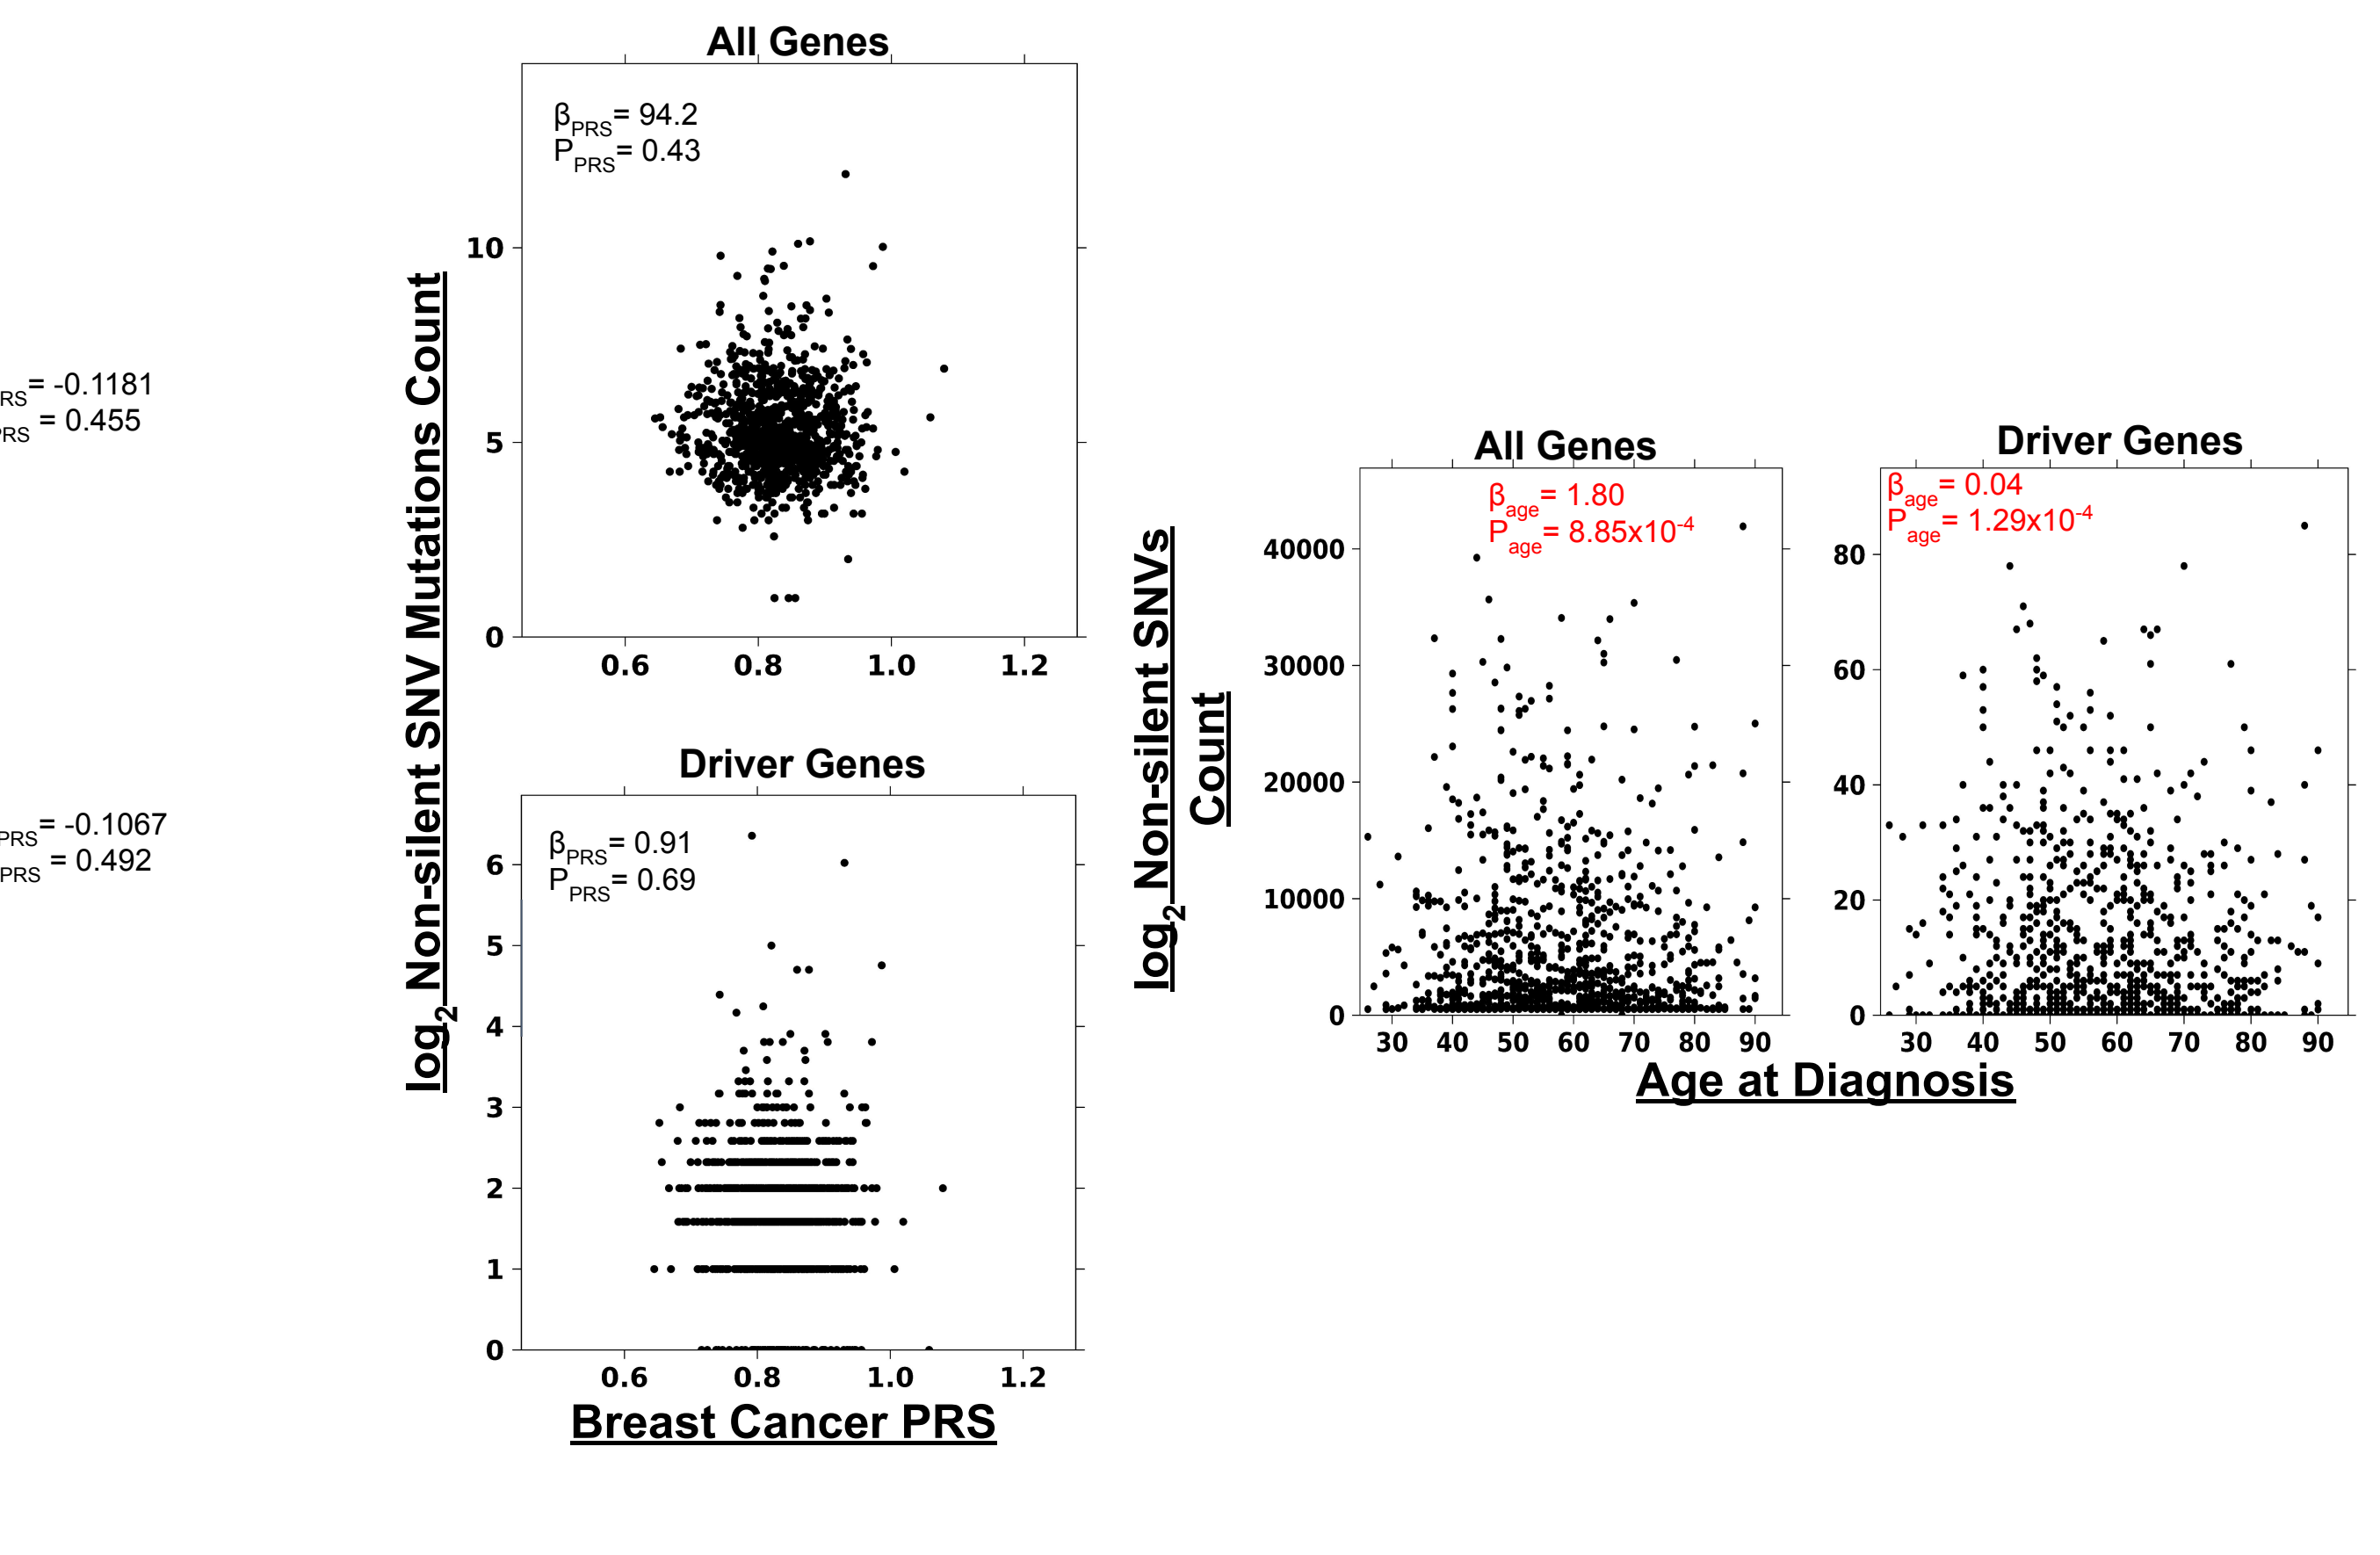 RS= -0.1181
PRS = 0.455
PRS= -0.1067
PRS = 0.492
log2 Non-silent SNV Mutations Count
All Genes
βPRS= 94.2
PPRS= 0.43
10
5
0
0.6 0.8 1.0 1.2
Driver Genes
βPRS= 0.91
PPRS= 0.69
6
5
4
3
2
1
0
0.6 0.8 1.0 1.2
Breast Cancer PRS
log2 Non-silent SNVs
Count
All Genes
βage= 1.80
Page= 8.85x10-4
40000
30000
20000
10000
0
30 40 50 60 70 80 90
Driver Genes
βage= 0.04
Page= 1.29x10-4
80
60
40
20
0
30 40 50 60 70 80 90
Age at Diagnosis